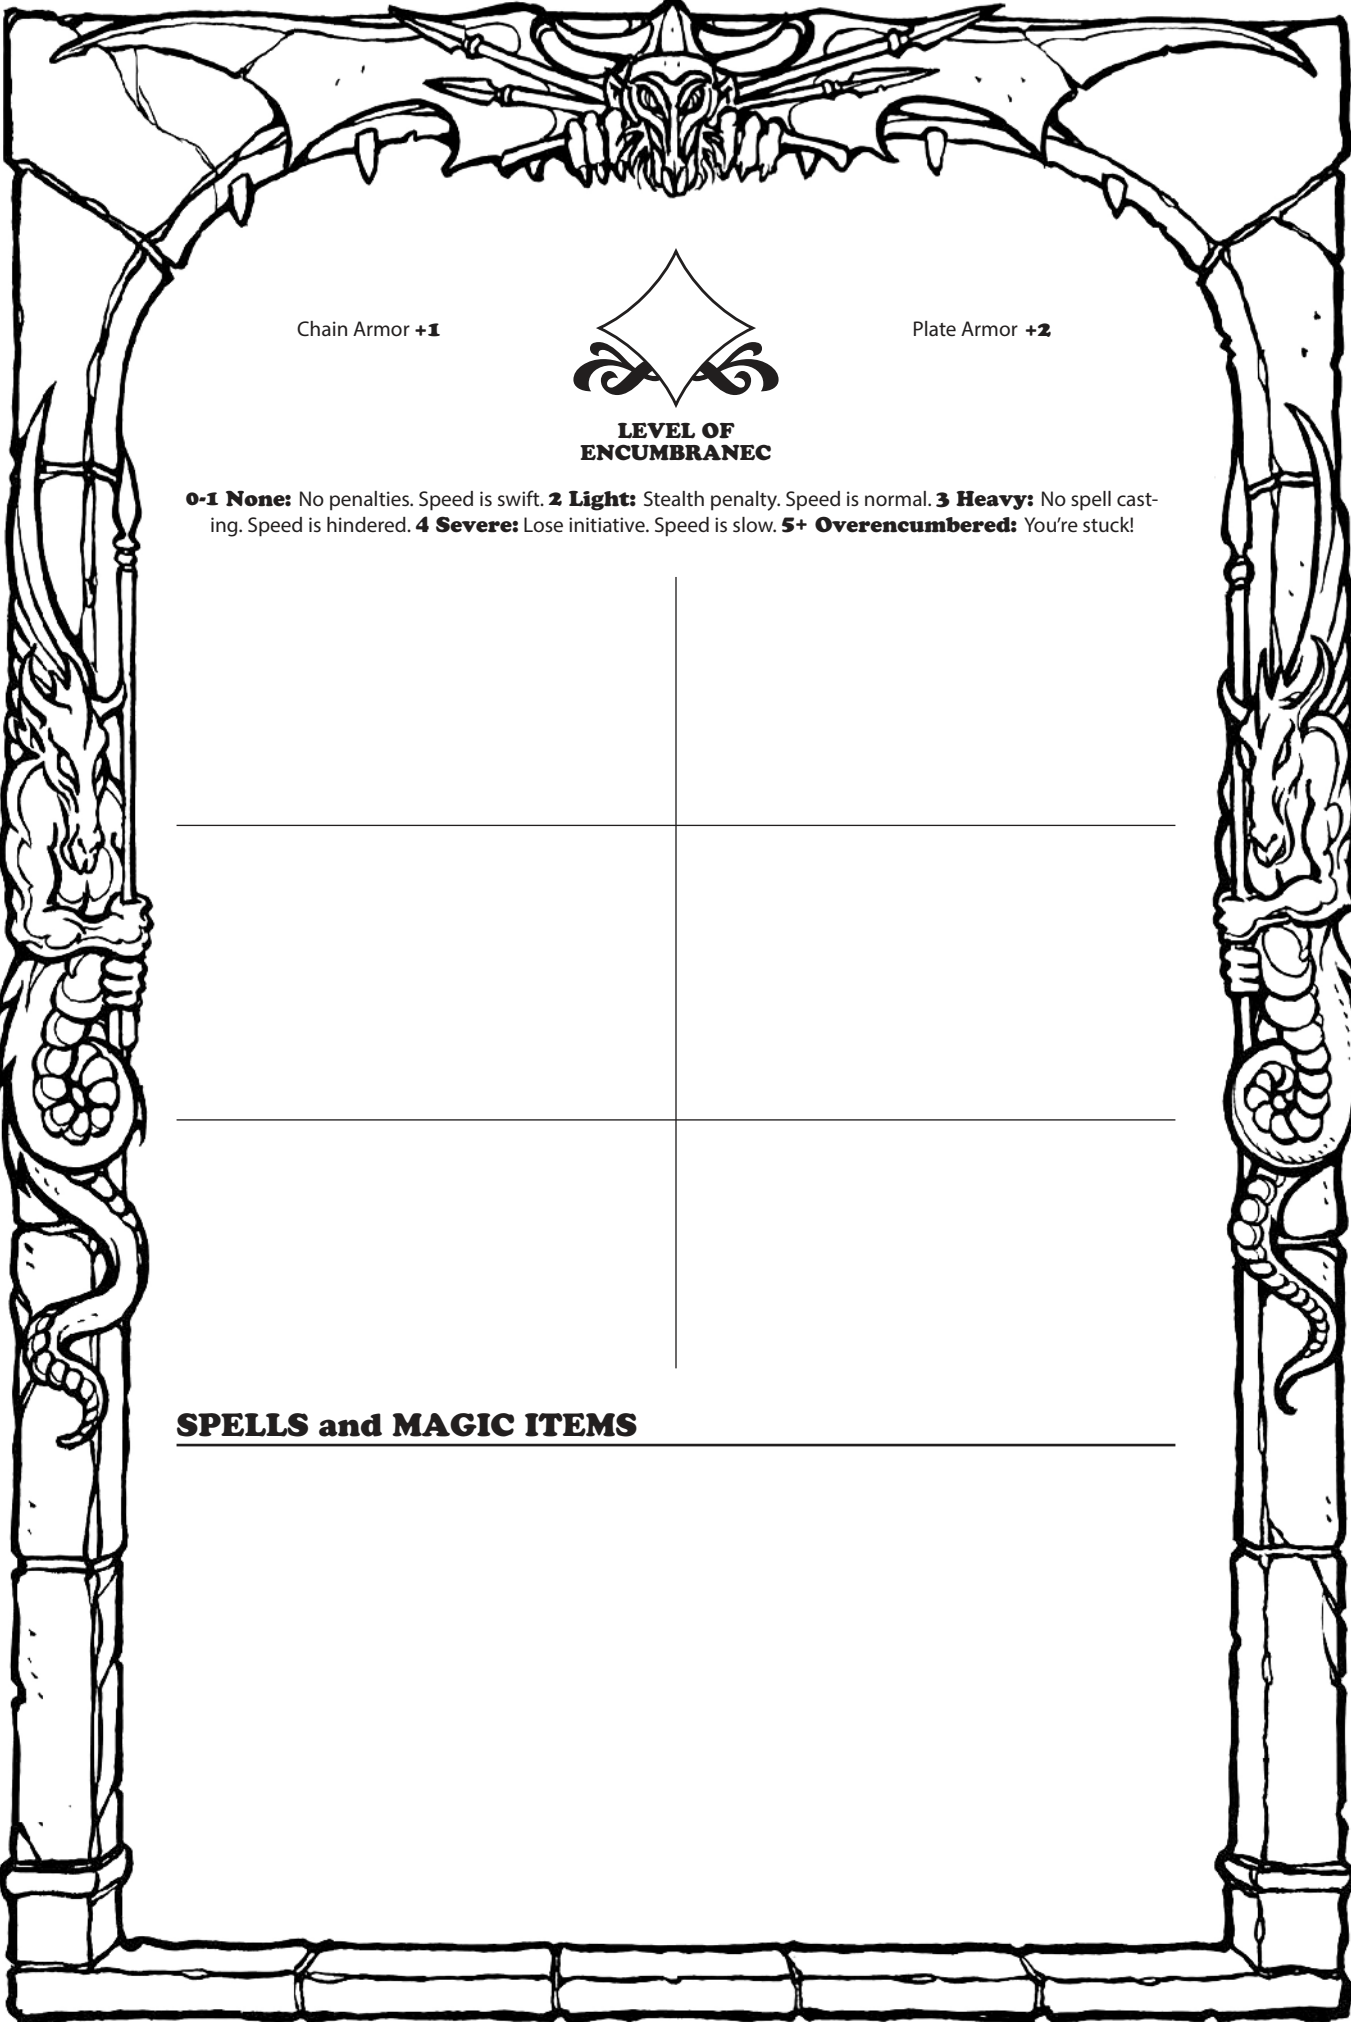 Chain Armor +1
Plate Armor +2
LEVEL OF
ENCUMBRANEC
0-1 None: No penalties. Speed is swift. 2 Light: Stealth penalty. Speed is normal. 3 Heavy: No spell cast-
ing. Speed is hindered. 4 Severe: Lose initiative. Speed is slow. 5+ Overencumbered: You're stuck!
SPELLS and MAGIC ITEMS